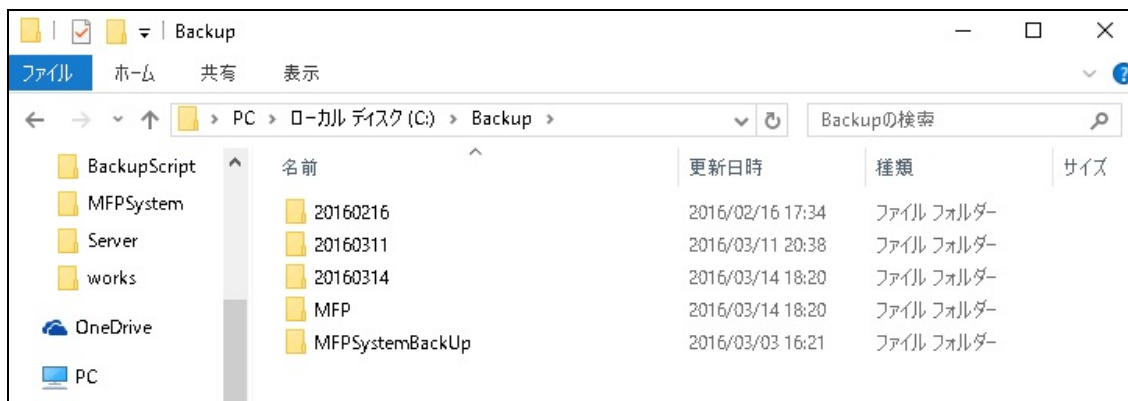 Backup
ファイル ホーム 共有 表示
PC > ローカル ディスク (C:) > Backup > Backupの検索
名前 更新日時 種類 サイズ
BackupScript
MFPSystem
Server
works
OneDrive
PC
20160216 2016/02/16 17:34 ファイル フォルダー
20160311 2016/03/11 20:38 ファイル フォルダー
20160314 2016/03/14 18:20 ファイル フォルダー
MFP 2016/03/14 18:20 ファイル フォルダー
MFPSystemBackUp 2016/03/03 16:21 ファイル フォルダー